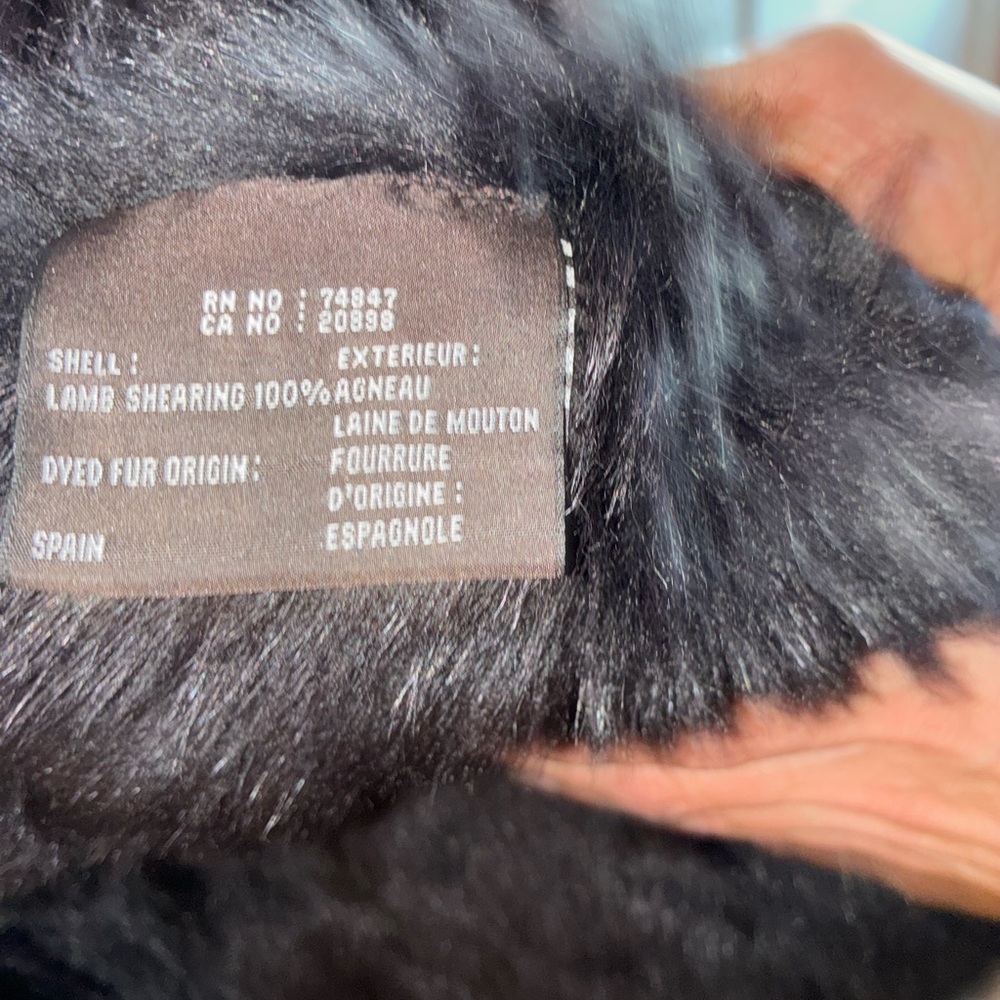 RN NO : 74847
CA NO : 20898
SHELL :
LAMB SHEARING 100%
DYED FUR ORIGIN :
SPAIN
EXTERIEUR :
AGNEAU
LAINE DE MOUTON
FOURRURE
D'ORIGINE :
ESPAGNOLE